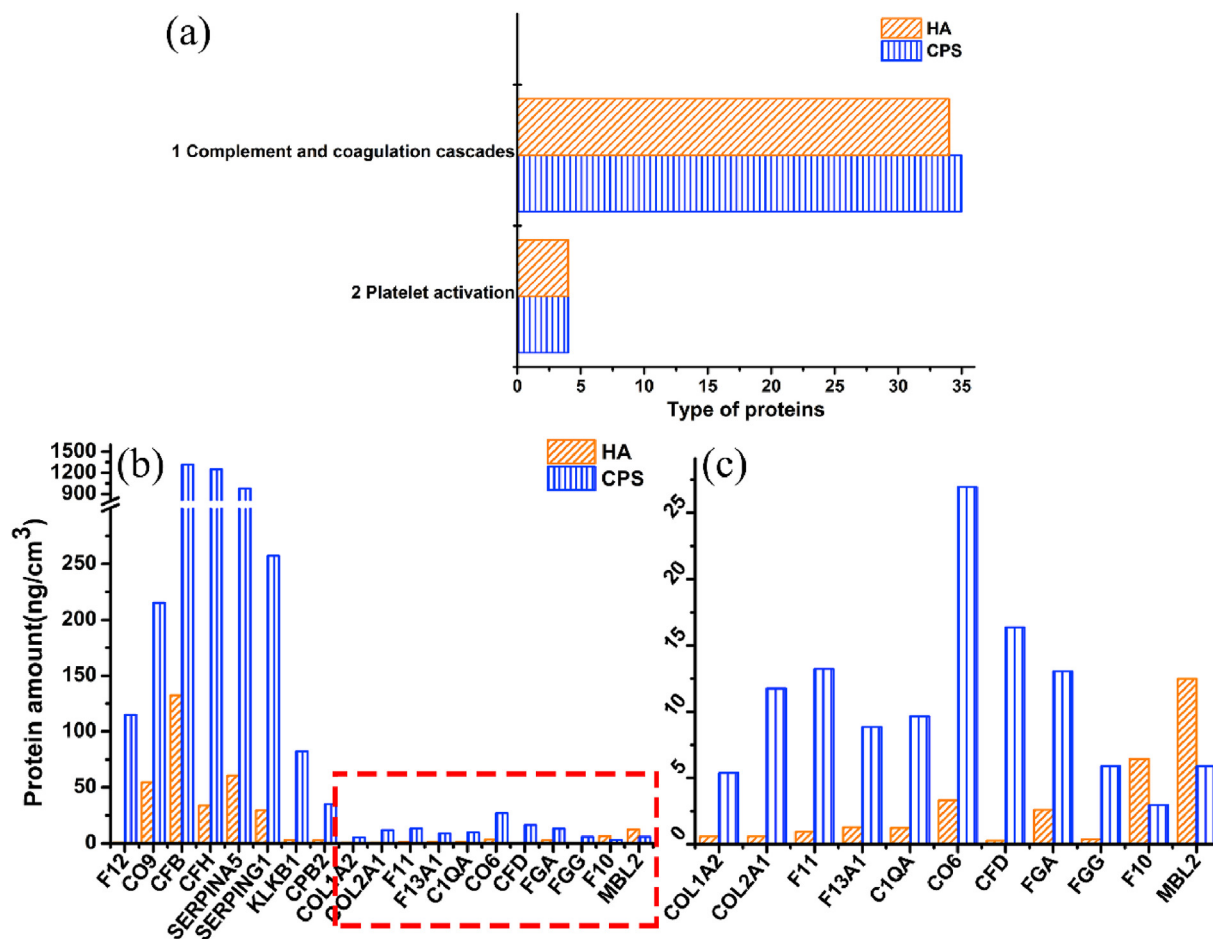 (a)
HA
CPS
1 Complement and coagulation cascades
2 Platelet activation
0 5 10 15 20 25 30 35
Type of proteins
(b)
HA
CPS
(c)
Protein amount(ng/cm³)
1500
1200
900
250
200
150
100
50
0
F12 CO9 CFB CFH SERPINA5 SERPING1 KLKB1 CPB2 COL1A2 COL2A1 F11 F13A1 C1QA CO6 CFD FGA FGG F10 MBL2
25
20
15
10
5
0
COL1A2 COL2A1 F11 F13A1 C1QA CO6 CFD FGA FGG F10 MBL2